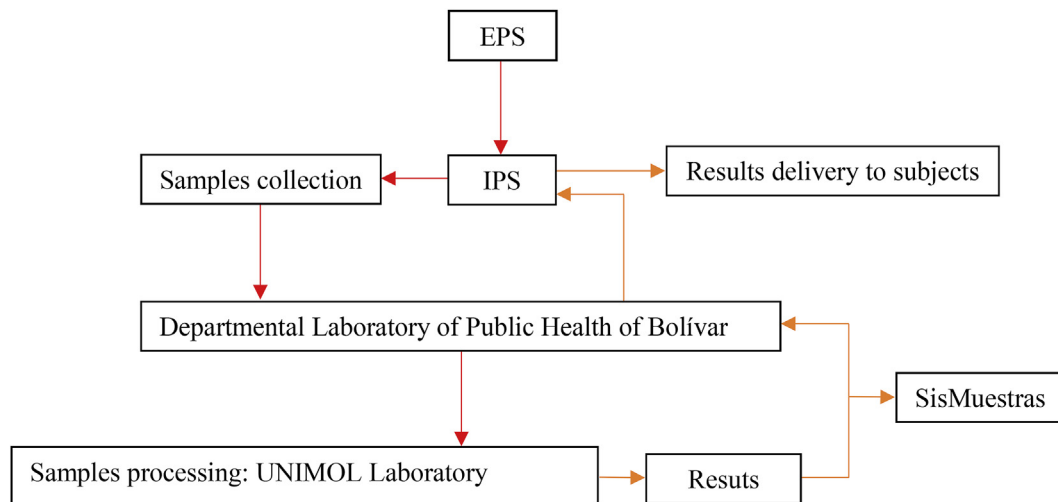 EPS
Samples collection
IPS
Results delivery to subjects
Departmental Laboratory of Public Health of Bolívar
SisMuestras
Samples processing: UNIMOL Laboratory
Resuts